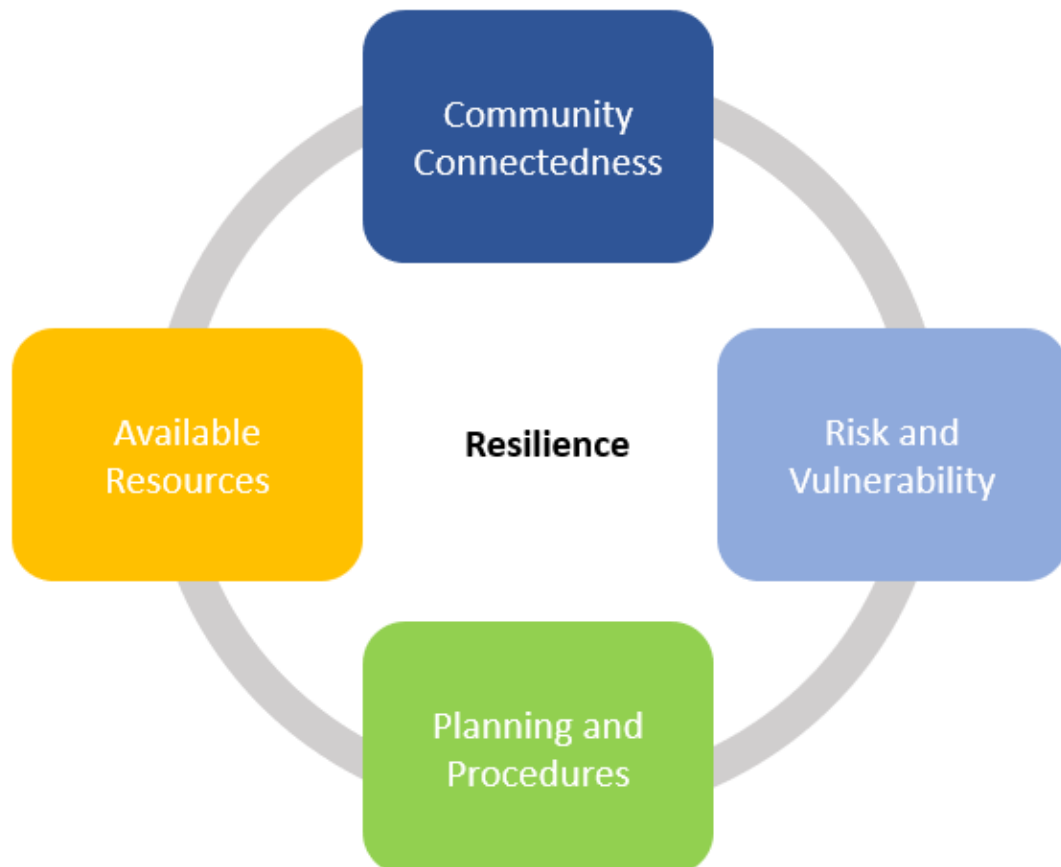 Community
Connectedness
Available
Resources
Resilience
Risk and
Vulnerability
Planning and
Procedures